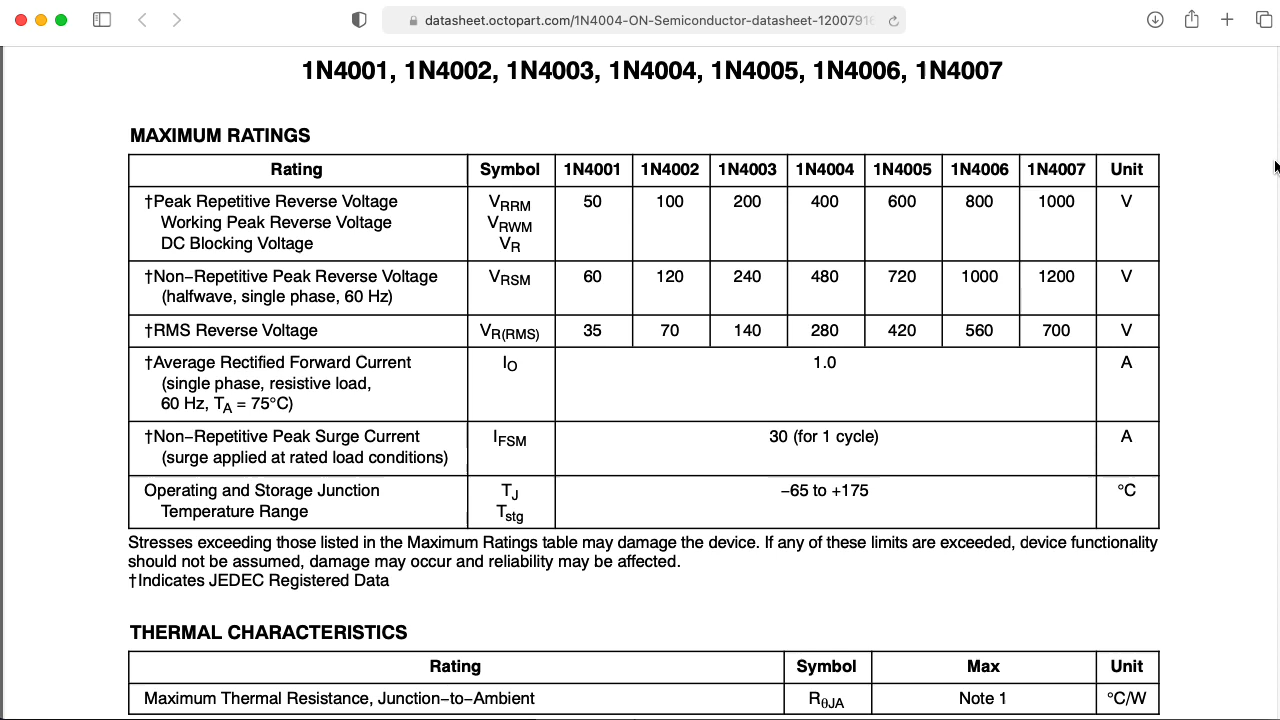 datasheet.octopart.com/1N4004-ON-Semiconductor-datasheet-1200791
1N4001, 1N4002, 1N4003, 1N4004, 1N4005, 1N4006, 1N4007
MAXIMUM RATINGS
Rating Symbol 1N4001 1N4002 1N4003 1N4004 1N4005 1N4006 1N4007 Unit
†Peak Repetitive Reverse Voltage VRRM 50 100 200 400 600 800 1000 V
Working Peak Reverse Voltage VRWM
DC Blocking Voltage VR
†Non−Repetitive Peak Reverse Voltage VRSM 60 120 240 480 720 1000 1200 V
(halfwave, single phase, 60 Hz)
†RMS Reverse Voltage VR(RMS) 35 70 140 280 420 560 700 V
†Average Rectified Forward Current IO 1.0 A
(single phase, resistive load,
60 Hz, TA = 75°C)
†Non−Repetitive Peak Surge Current IFSM 30 (for 1 cycle) A
(surge applied at rated load conditions)
Operating and Storage Junction TJ −65 to +175 °C
Temperature Range Tstg
Stresses exceeding those listed in the Maximum Ratings table may damage the device. If any of these limits are exceeded, device functionality
should not be assumed, damage may occur and reliability may be affected.
†Indicates JEDEC Registered Data
THERMAL CHARACTERISTICS
Rating Symbol Max Unit
Maximum Thermal Resistance, Junction−to−Ambient RθJA Note 1 °C/W